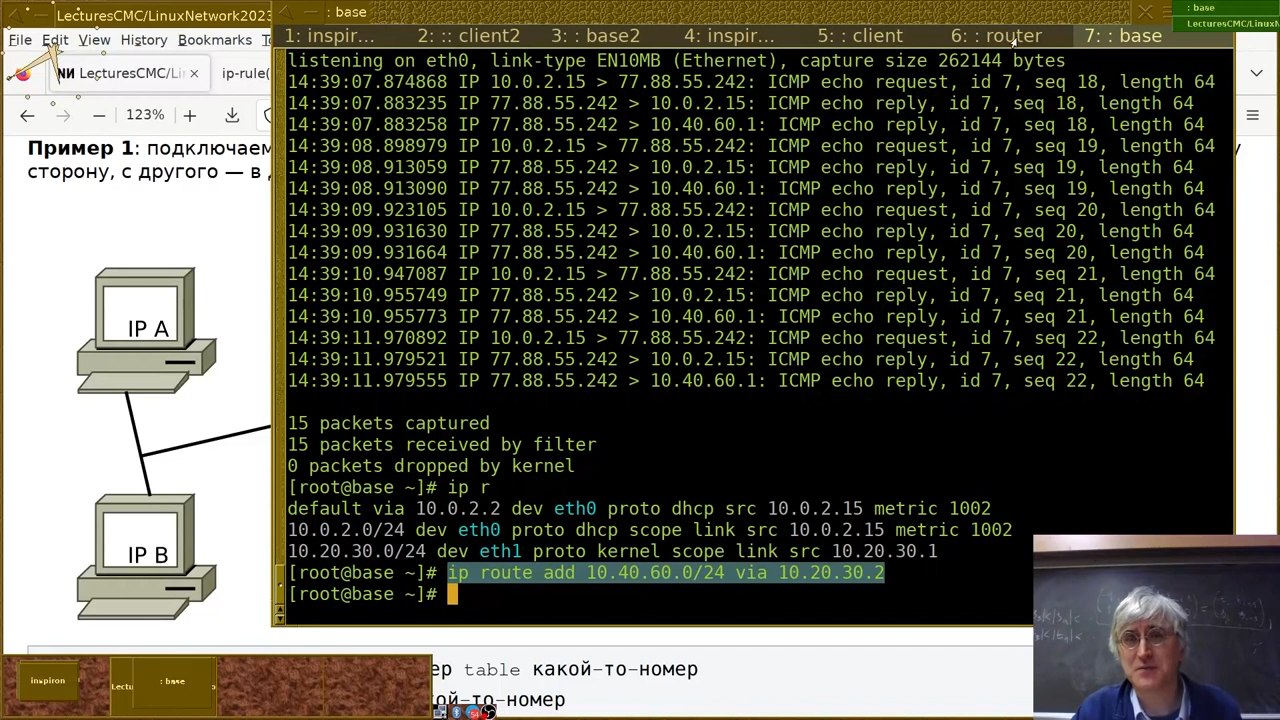 LecturesCMC/LinuxNetwork2023
: base
: base
LecturesCMC/LinuxNetwork2023
File Edit View History Bookmarks
1: inspir... 2: : client2 3: : base2 4: inspir... 5: : client 6: : router 7: : base
LecturesCMC/Li
ip-rule(
123%
Пример 1: подключаем
сторону, с другого — в
IP A
IP B
listening on eth0, link-type EN10MB (Ethernet), capture size 262144 bytes
14:39:07.874868 IP 10.0.2.15 > 77.88.55.242: ICMP echo request, id 7, seq 18, length 64
14:39:07.883235 IP 77.88.55.242 > 10.0.2.15: ICMP echo reply, id 7, seq 18, length 64
14:39:07.883258 IP 77.88.55.242 > 10.40.60.1: ICMP echo reply, id 7, seq 18, length 64
14:39:08.898979 IP 10.0.2.15 > 77.88.55.242: ICMP echo request, id 7, seq 19, length 64
14:39:08.913059 IP 77.88.55.242 > 10.0.2.15: ICMP echo reply, id 7, seq 19, length 64
14:39:08.913090 IP 77.88.55.242 > 10.40.60.1: ICMP echo reply, id 7, seq 19, length 64
14:39:09.923105 IP 10.0.2.15 > 77.88.55.242: ICMP echo request, id 7, seq 20, length 64
14:39:09.931630 IP 77.88.55.242 > 10.0.2.15: ICMP echo reply, id 7, seq 20, length 64
14:39:09.931664 IP 77.88.55.242 > 10.40.60.1: ICMP echo reply, id 7, seq 20, length 64
14:39:10.947087 IP 10.0.2.15 > 77.88.55.242: ICMP echo request, id 7, seq 21, length 64
14:39:10.955749 IP 77.88.55.242 > 10.0.2.15: ICMP echo reply, id 7, seq 21, length 64
14:39:10.955773 IP 77.88.55.242 > 10.40.60.1: ICMP echo reply, id 7, seq 21, length 64
14:39:11.970892 IP 10.0.2.15 > 77.88.55.242: ICMP echo request, id 7, seq 22, length 64
14:39:11.979521 IP 77.88.55.242 > 10.0.2.15: ICMP echo reply, id 7, seq 22, length 64
14:39:11.979555 IP 77.88.55.242 > 10.40.60.1: ICMP echo reply, id 7, seq 22, length 64
15 packets captured
15 packets received by filter
0 packets dropped by kernel
[root@base ~]# ip r
default via 10.0.2.2 dev eth0 proto dhcp src 10.0.2.15 metric 1002
10.0.2.0/24 dev eth0 proto dhcp scope link src 10.0.2.15 metric 1002
10.20.30.0/24 dev eth1 proto kernel scope link src 10.20.30.1
[root@base ~]# ip route add 10.40.60.0/24 via 10.20.30.2
[root@base ~]#
ер table какой-то-номер
ой-то-номер
inspiron
Lectu
: base